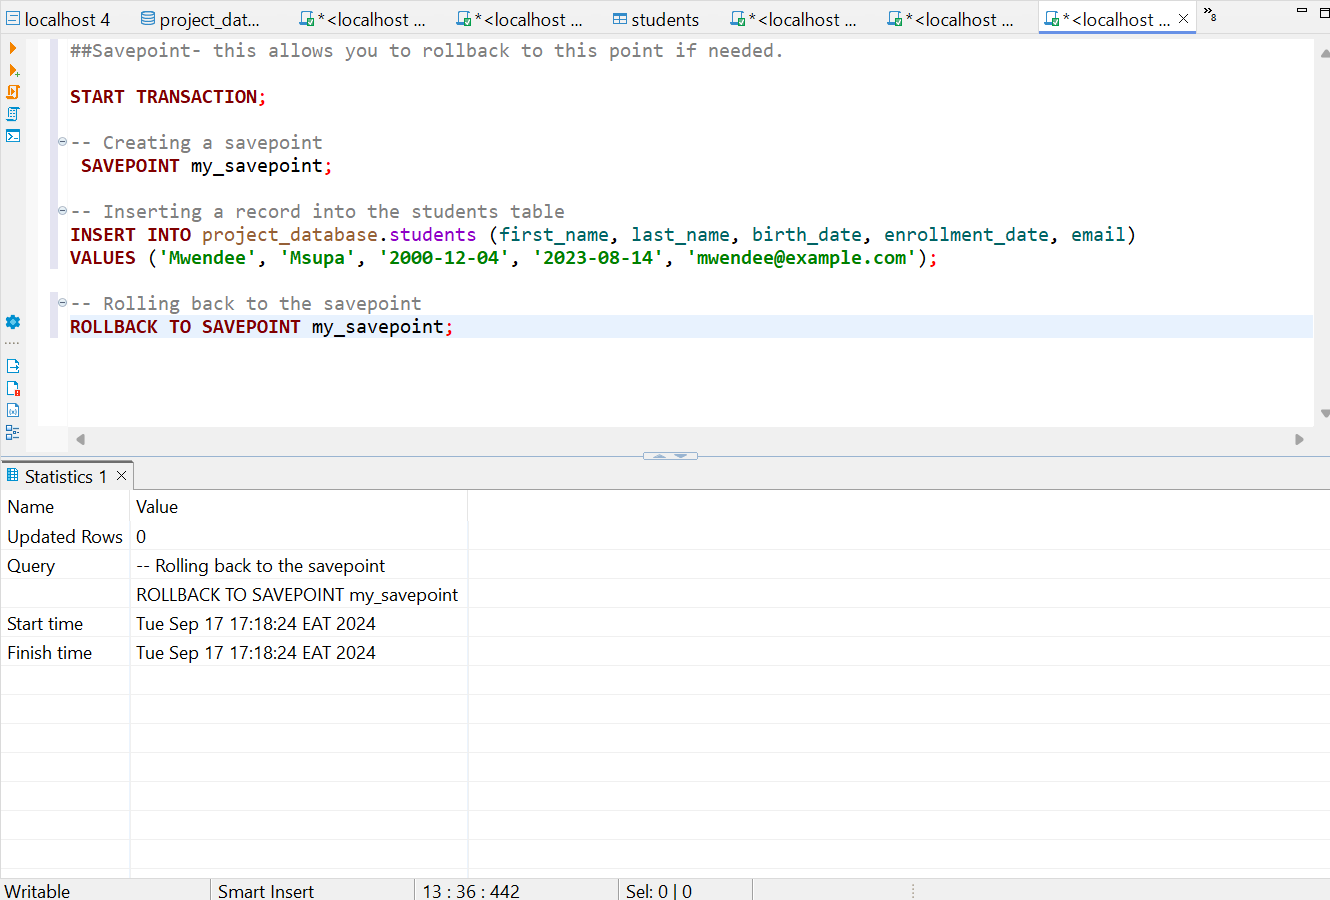 localhost 4
project_dat...
*<localhost ...
*<localhost ...
students
*<localhost ...
*<localhost ...
*<localhost ...
»8
##Savepoint- this allows you to rollback to this point if needed.
START TRANSACTION;
-- Creating a savepoint
SAVEPOINT my_savepoint;
-- Inserting a record into the students table
INSERT INTO project_database.students (first_name, last_name, birth_date, enrollment_date, email)
VALUES ('Mwendee', 'Msupa', '2000-12-04', '2023-08-14', 'mwendee@example.com');
-- Rolling back to the savepoint
ROLLBACK TO SAVEPOINT my_savepoint;
Statistics 1
Name Value
Updated Rows 0
Query -- Rolling back to the savepoint
ROLLBACK TO SAVEPOINT my_savepoint
Start time Tue Sep 17 17:18:24 EAT 2024
Finish time Tue Sep 17 17:18:24 EAT 2024
Writable Smart Insert 13 : 36 : 442 Sel: 0 | 0